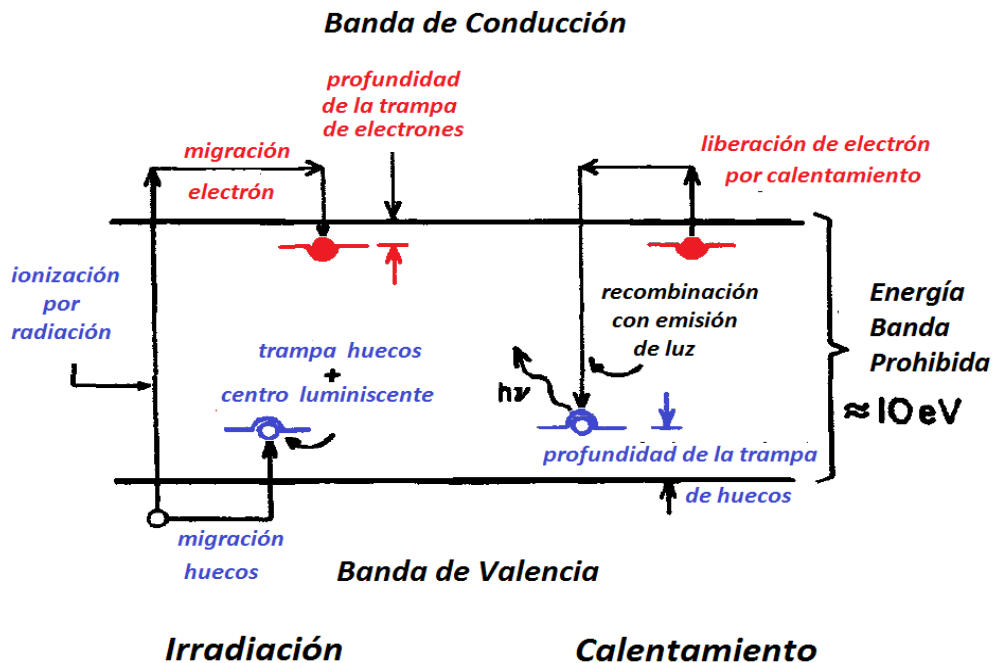 Banda de Conducción
profundidad
de la trampa
de electrones
migración
electrón
liberación de electrón
por calentamiento
ionización
por
radiación
trampa huecos
+
centro luminiscente
recombinación
con emisión
de luz
hν
Energía
Banda
Prohibida
≈10eV
profundidad de la trampa
de huecos
migración
huecos
Banda de Valencia
Irradiación
Calentamiento